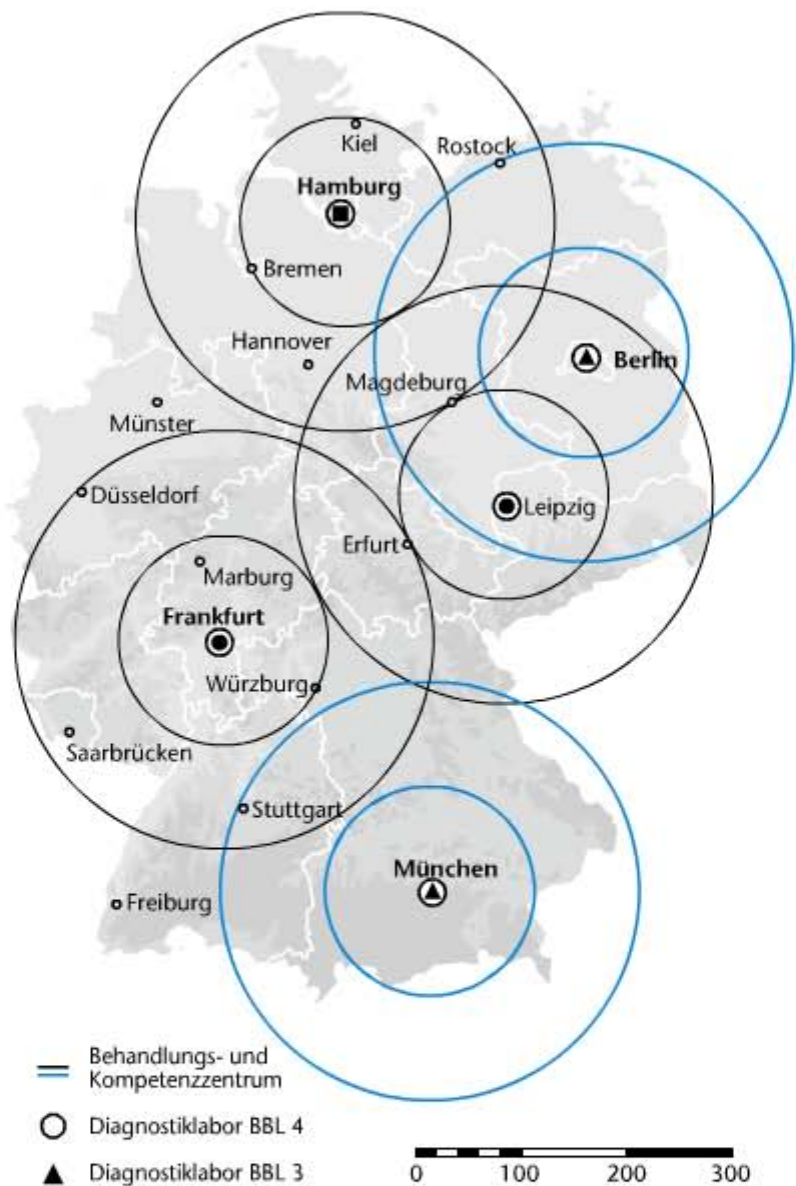 Kiel
Rostock
Hamburg
Bremen
Hannover
Berlin
Magdeburg
Münster
Düsseldorf
Leipzig
Erfurt
Marburg
Frankfurt
Würzburg
Saarbrücken
Stuttgart
München
Freiburg
Behandlungs- und
Kompetenzzentrum
Diagnostiklabor BBL 4
Diagnostiklabor BBL 3
0 100 200 300